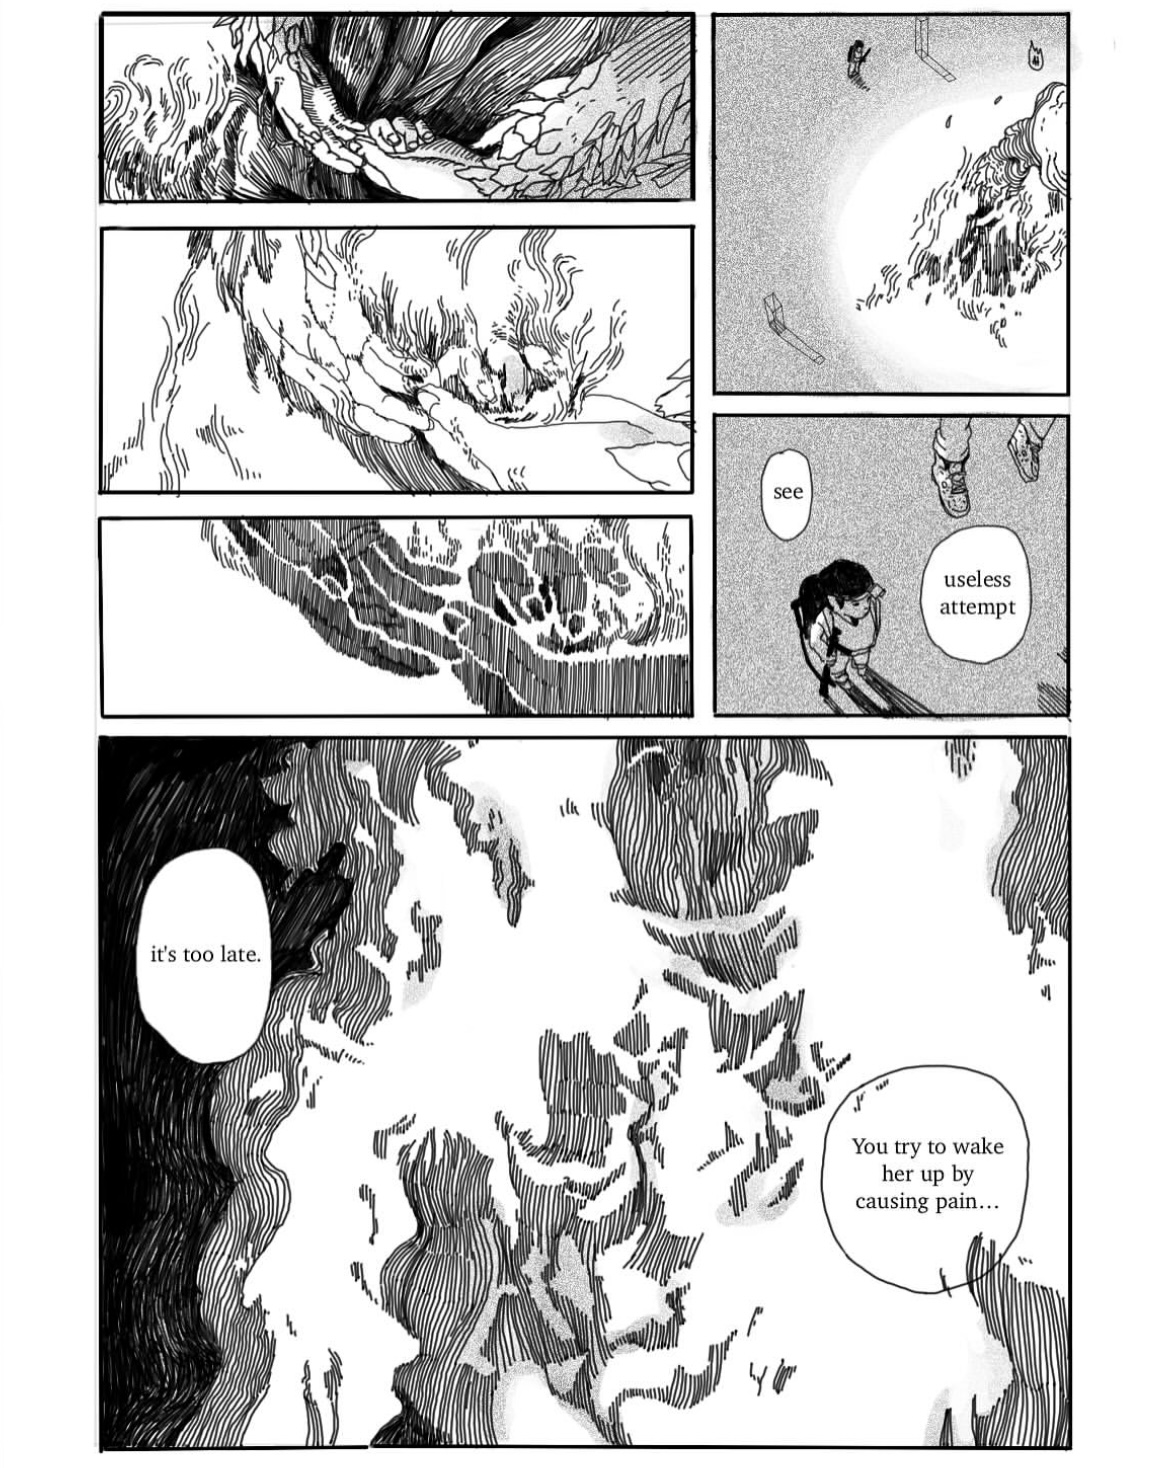 see
useless
attempt
it's too late.
You try to wake
her up by
causing pain...